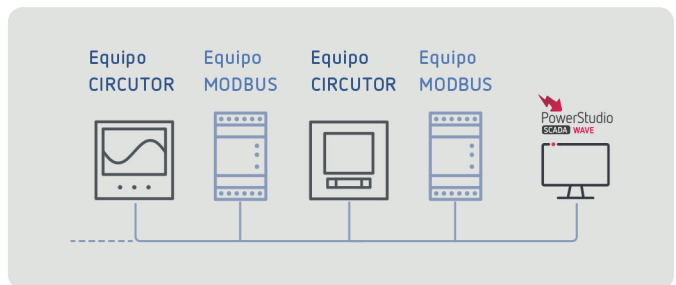 Equipo
CIRCUTOR
Equipo
MODBUS
Equipo
CIRCUTOR
Equipo
MODBUS
PowerStudio
SCADA WAVE